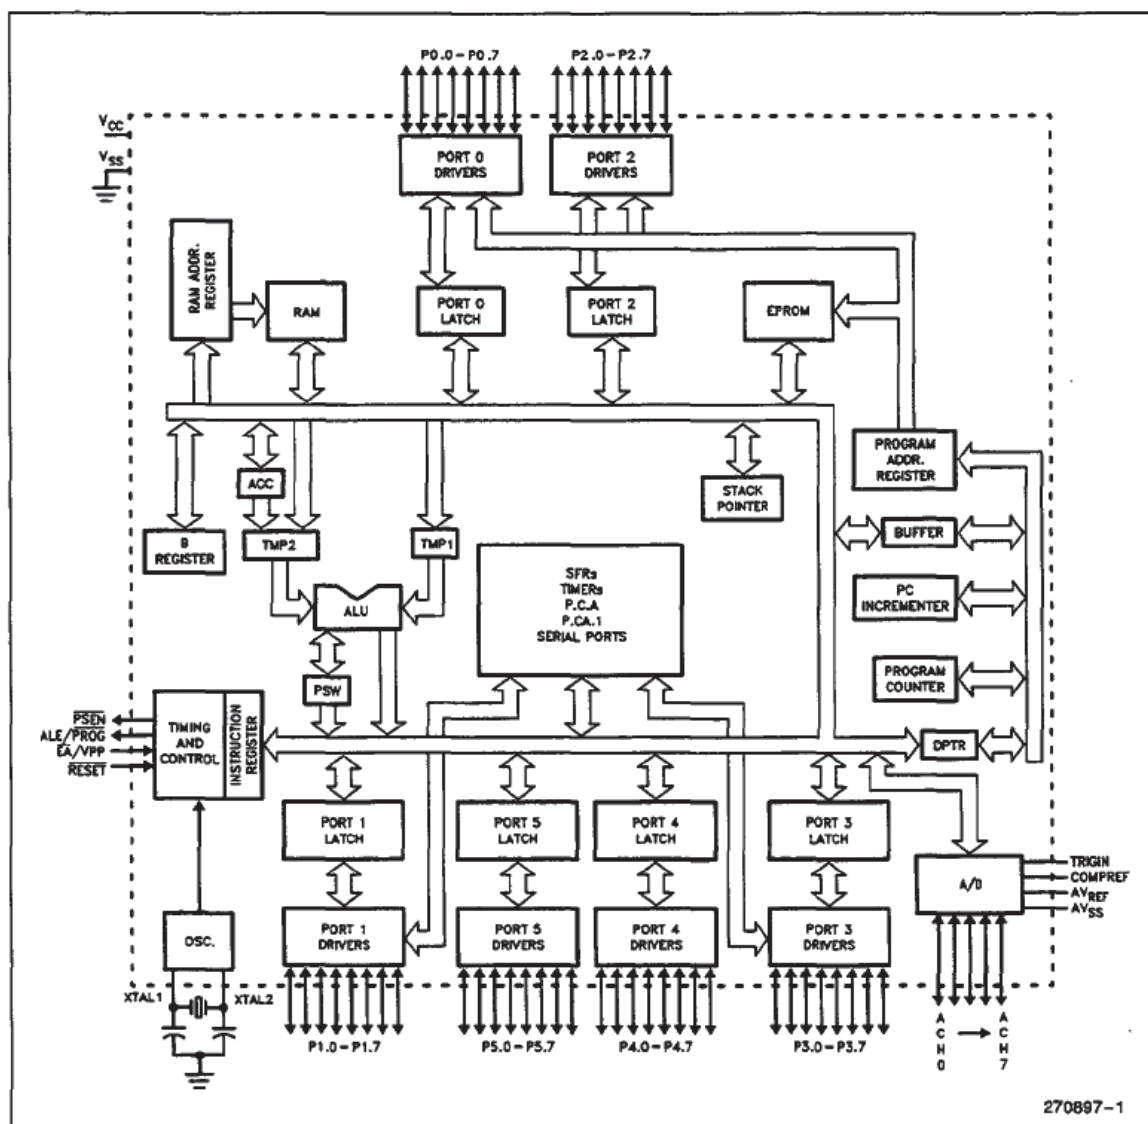 P0.0-P0.7
P2.0-P2.7
VCC
VSS
PORT 0
DRIVERS
PORT 2
DRIVERS
RAM ADDR.
REGISTER
RAM
PORT 0
LATCH
PORT 2
LATCH
EPROM
PROGRAM
ADDR.
REGISTER
ACC
STACK
POINTER
B
REGISTER
TMP2
TMP1
BUFFER
SFRs
TIMERs
P.C.A
P.CA.1
SERIAL PORTS
ALU
PC
INCREMENTER
PSW
PROGRAM
COUNTER
PSEN
ALE/PROG
EA/VPP
RESET
TIMING
AND
CONTROL
INSTRUCTION
REGISTER
DPTR
PORT 1
LATCH
PORT 5
LATCH
PORT 4
LATCH
PORT 3
LATCH
A/D
TRIGIN
COMPREF
AVREF
AVSS
OSC.
PORT 1
DRIVERS
PORT 5
DRIVERS
PORT 4
DRIVERS
PORT 3
DRIVERS
XTAL1
XTAL2
P1.0-P1.7
P5.0-P5.7
P4.0-P4.7
P3.0-P3.7
ACH0
ACH7
270897-1